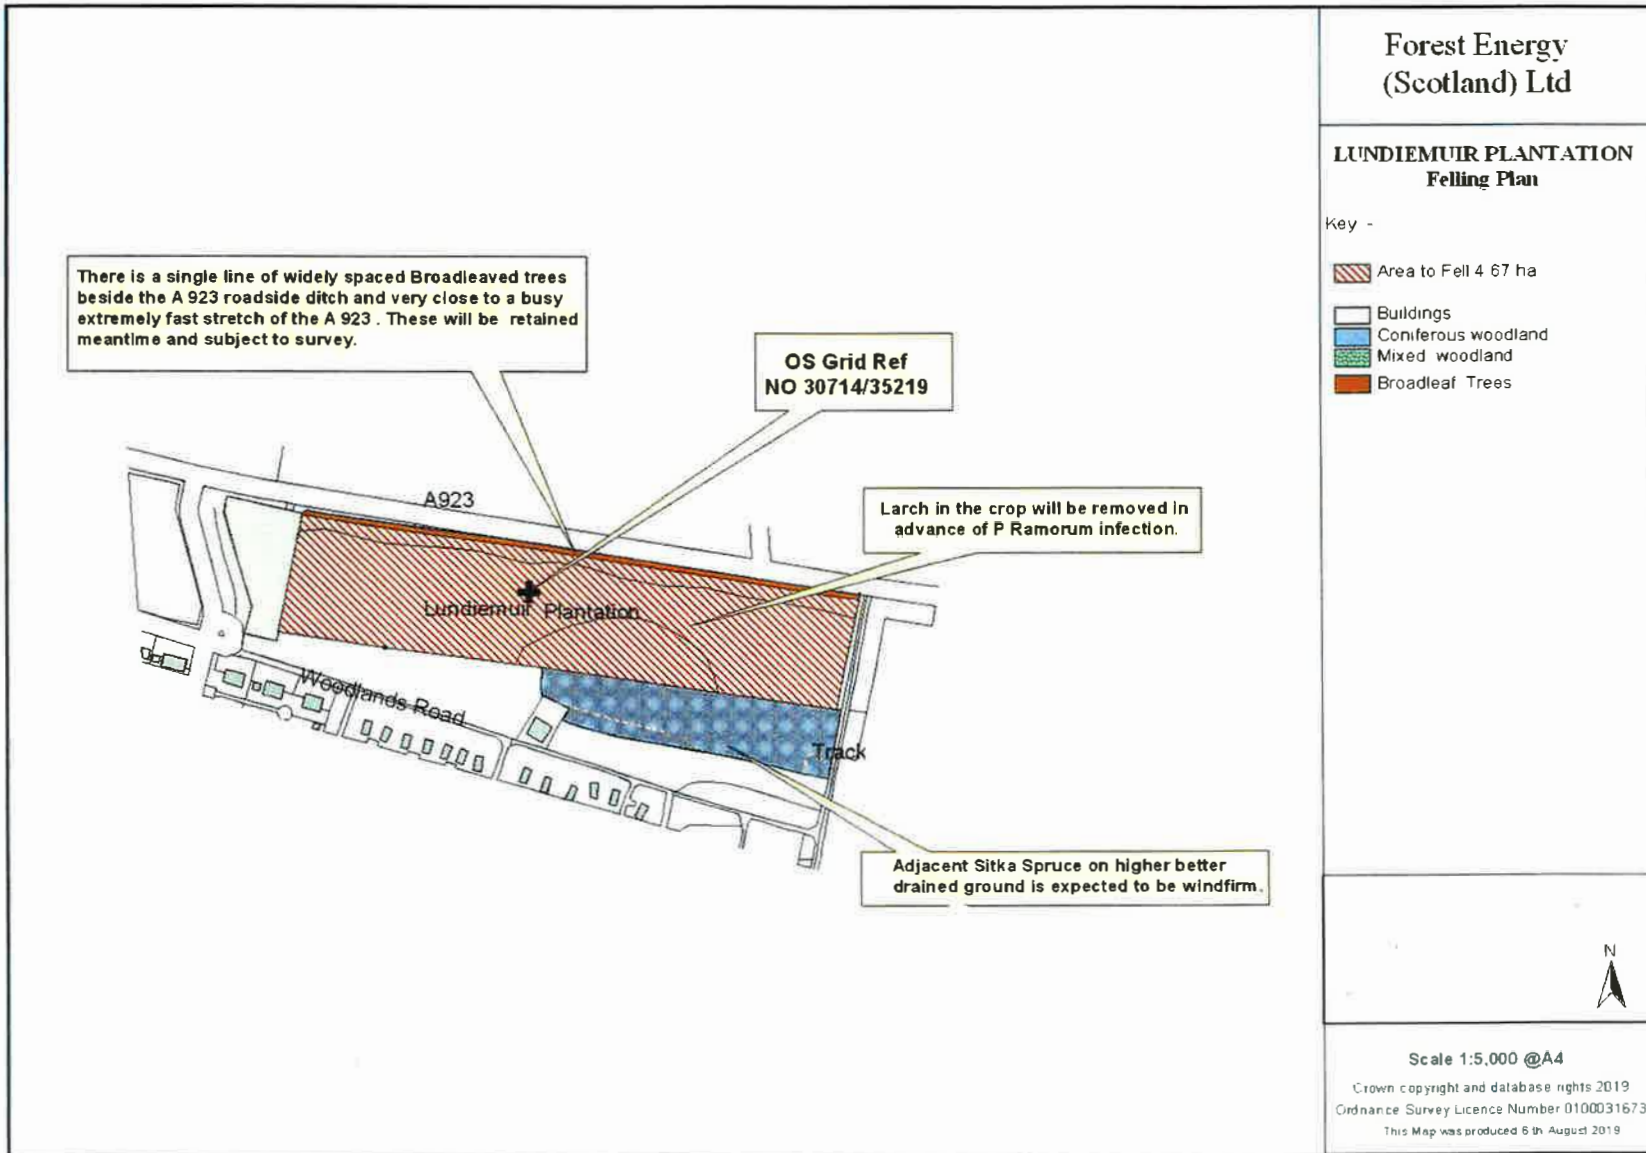 Forest Energy
(Scotland) Ltd
LUNDIEMUIR PLANTATION
Felling Plan
Key -
Area to Fell 4 67 ha
Buildings
Coniferous woodland
Mixed woodland
Broadleaf Trees
There is a single line of widely spaced Broadleaved trees
beside the A 923 roadside ditch and very close to a busy
extremely fast stretch of the A 923 . These will be retained
meantime and subject to survey.
OS Grid Ref
NO 30714/35219
A923
Larch in the crop will be removed in
advance of P Ramorum infection.
Lundiemuir Plantation
Woodlands Road
Track
Adjacent Sitka Spruce on higher better
drained ground is expected to be windfirm.
N
Scale 1:5,000 @A4
Crown copyright and database rights 2019
Ordnance Survey Licence Number 0100031673
This Map was produced 6 th August 2019